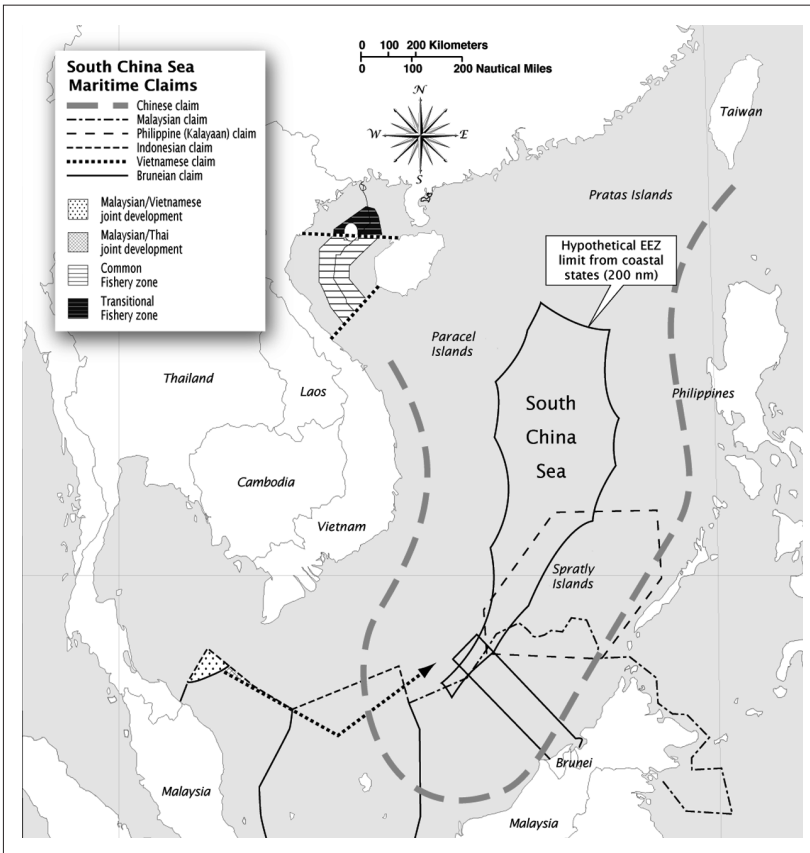 South China Sea
Maritime Claims
Chinese claim
Malaysian claim
Philippine (Kalayaan) claim
Indonesian claim
Vietnamese claim
Bruneian claim
Malaysian/Vietnamese
joint development
Malaysian/Thai
joint development
Common
Fishery zone
Transitional
Fishery zone
0 100 200 Kilometers
0 100 200 Nautical Miles
N
W E
S
Taiwan
Pratas Islands
Hypothetical EEZ
limit from coastal
states (200 nm)
Paracel
Islands
Thailand
Laos
Philippines
South
China
Sea
Cambodia
Vietnam
Spratly
Islands
Brunei
Malaysia
Malaysia